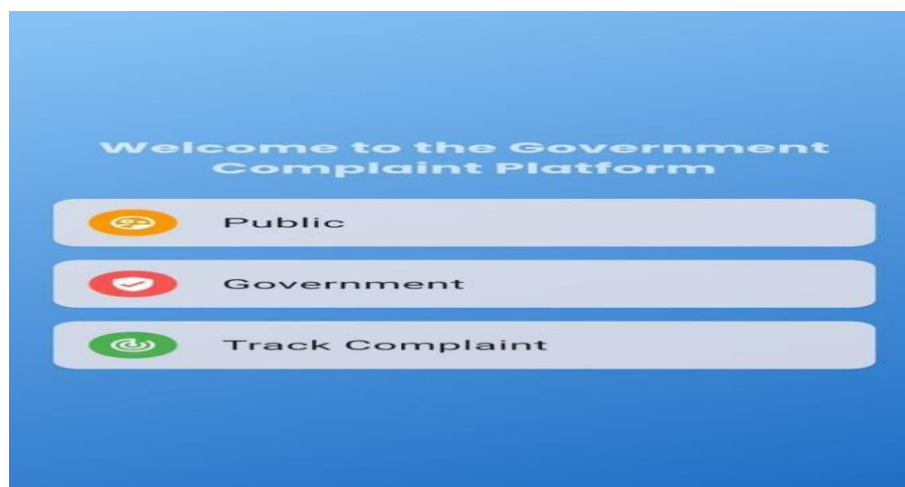 Welcome to the Government
Complaint Platform
Public
Government
Track Complaint